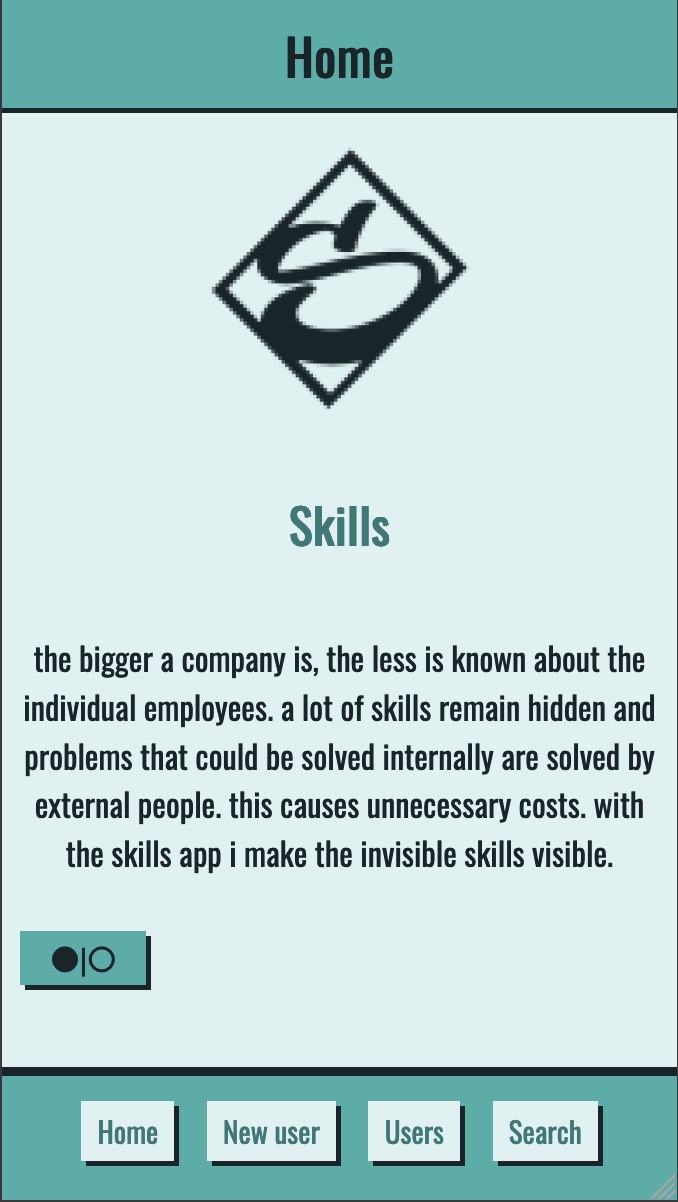 Home
S
Skills
the bigger a company is, the less is known about the
individual employees. a lot of skills remain hidden and
problems that could be solved internally are solved by
external people. this causes unnecessary costs. with
the skills app i make the invisible skills visible.
●|○
Home New user Users Search